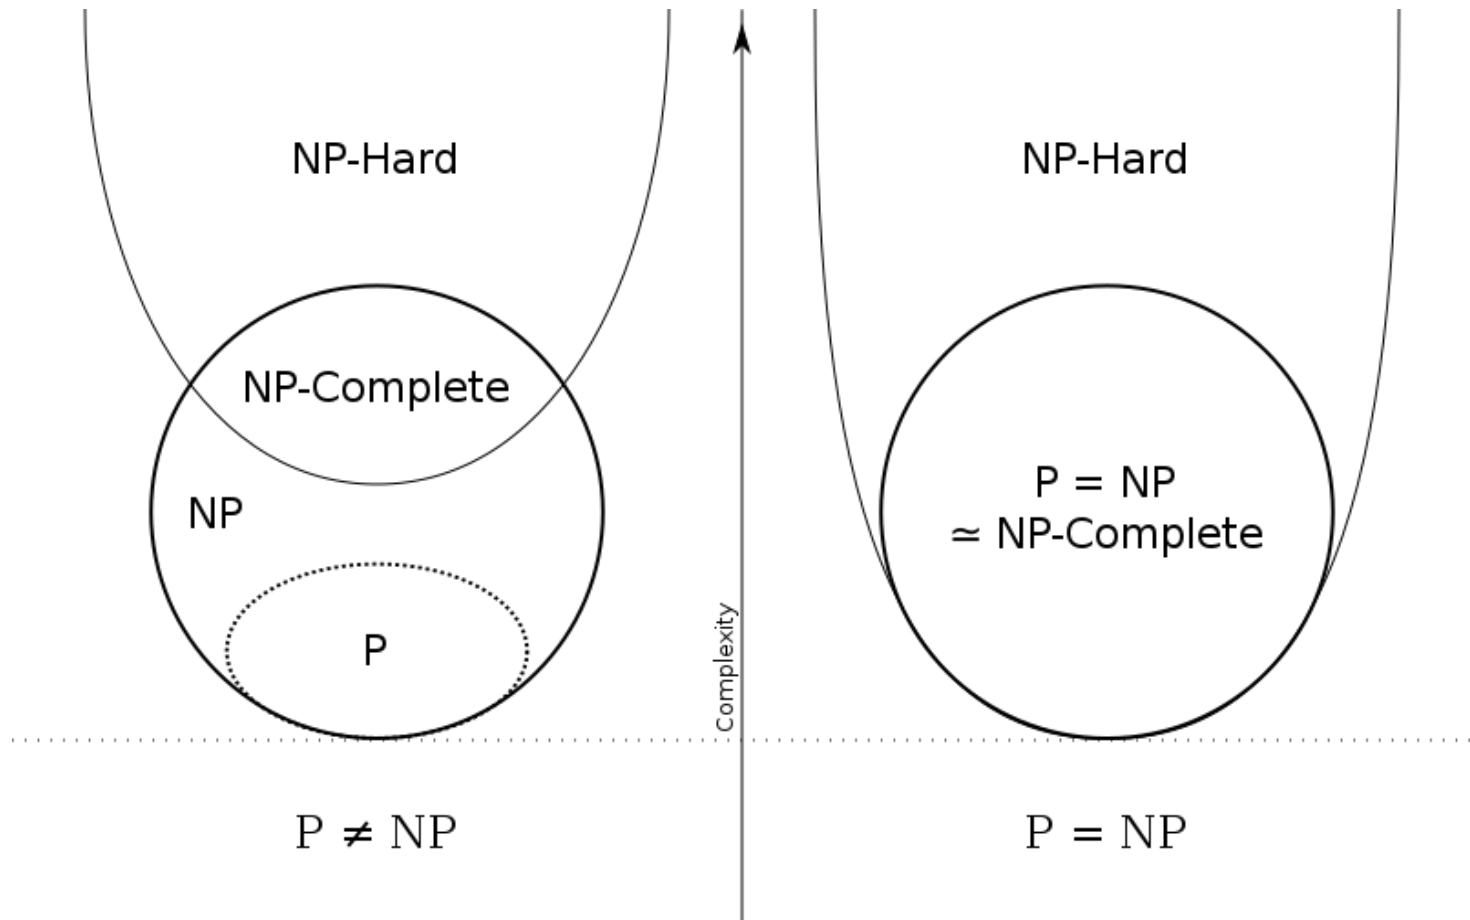 NP-Hard
NP-Complete
NP
P
P ≠ NP
Complexity
NP-Hard
P = NP
≃ NP-Complete
P = NP